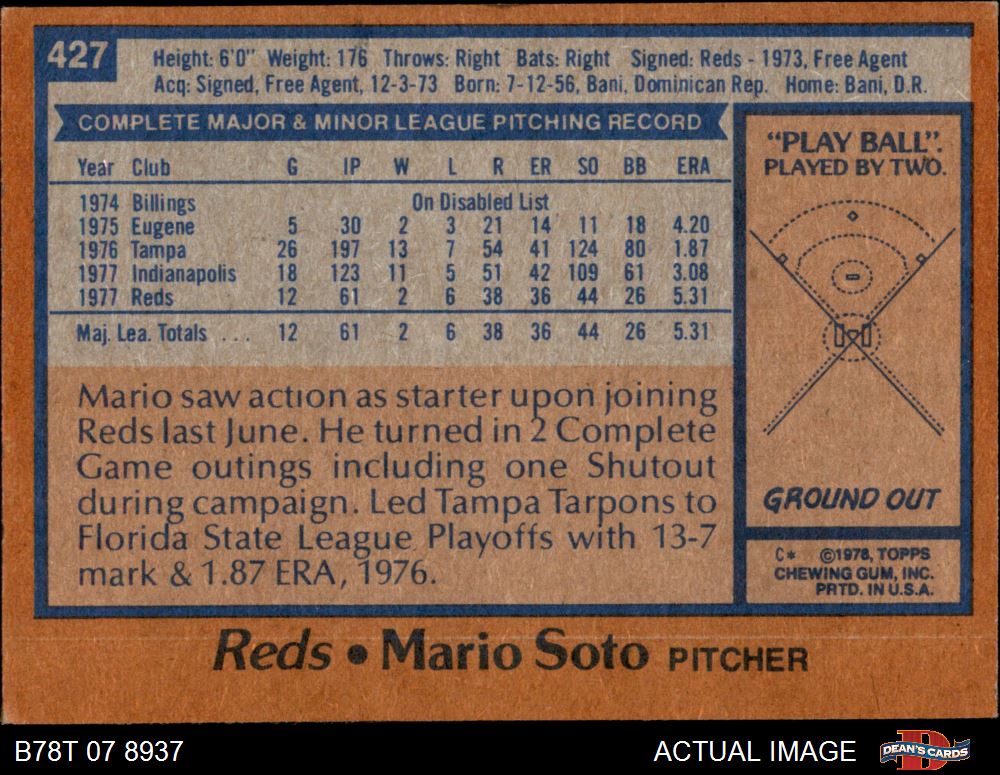 427
Height: 6'0" Weight: 176 Throws: Right Bats: Right Signed: Reds - 1973, Free Agent
Acq: Signed, Free Agent, 12-3-73 Born: 7-12-56, Bani, Dominican Rep. Home: Bani, D.R.
COMPLETE MAJOR & MINOR LEAGUE PITCHING RECORD
Year Club G IP W L R ER SO BB ERA
1974 Billings On Disabled List
1975 Eugene 5 30 2 3 21 14 11 18 4.20
1976 Tampa 26 197 13 7 54 41 124 80 1.87
1977 Indianapolis 18 123 11 5 51 42 109 61 3.08
1977 Reds 12 61 2 6 38 36 44 26 5.31
Maj. Lea. Totals ... 12 61 2 6 38 36 44 26 5.31
Mario saw action as starter upon joining
Reds last June. He turned in 2 Complete
Game outings including one Shutout
during campaign. Led Tampa Tarpons to
Florida State League Playoffs with 13-7
mark & 1.87 ERA, 1976.
"PLAY BALL".
PLAYED BY TWO.
GROUND OUT
C* ©1978, TOPPS
CHEWING GUM, INC.
PRTD. IN U.S.A.
Reds • Mario Soto PITCHER
B78T 07 8937
ACTUAL IMAGE
DEAN'S CARDS